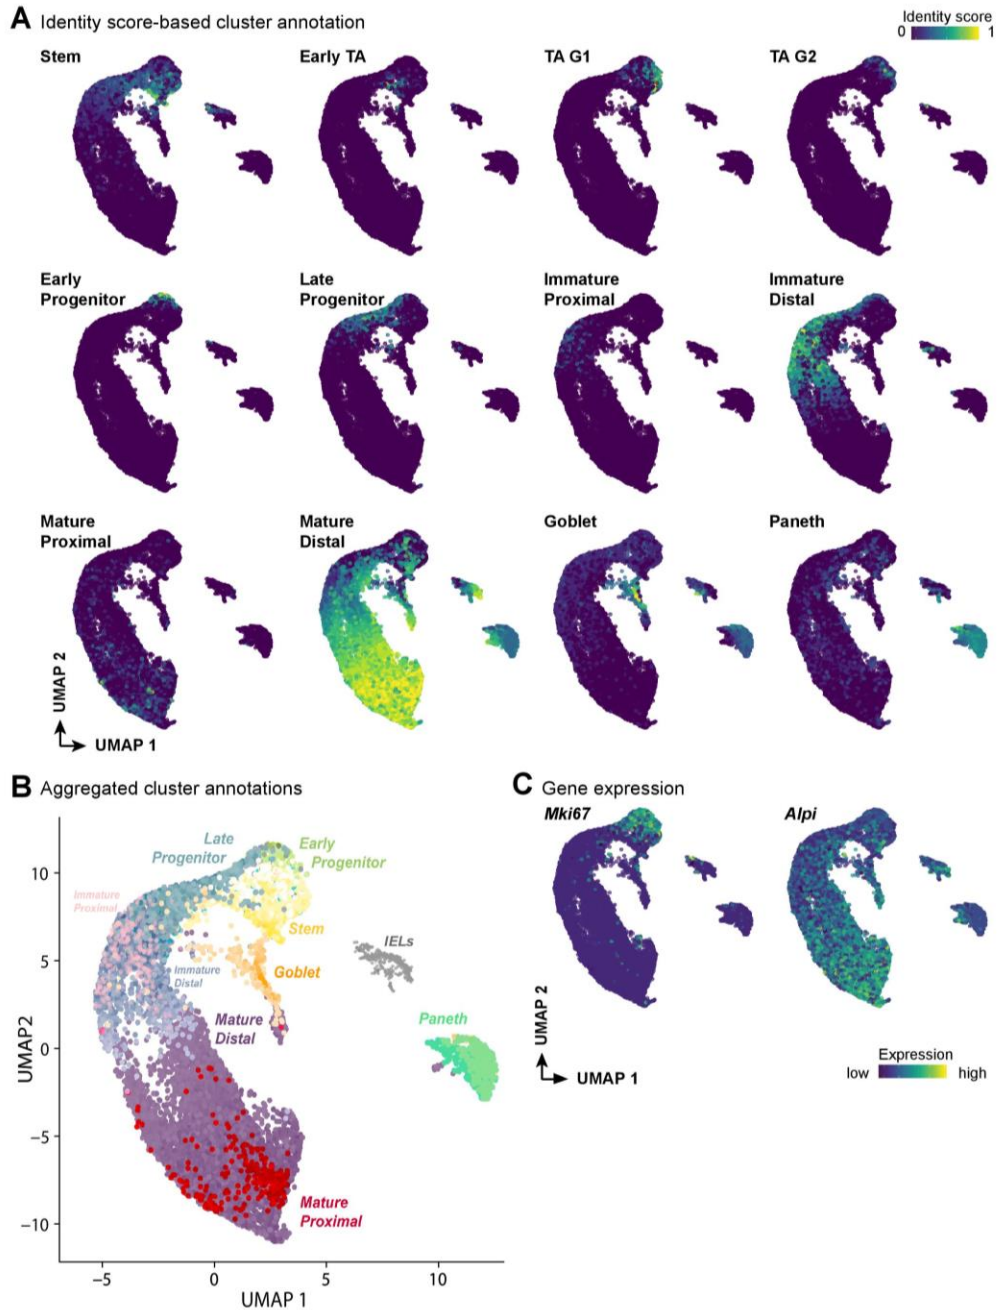 A Identity score-based cluster annotation
Identity score
0 1
Stem
Early TA
TA G1
TA G2
Early
Progenitor
Late
Progenitor
Immature
Proximal
Immature
Distal
Mature
Proximal
Mature
Distal
Goblet
Paneth
UMAP 2
UMAP 1
B Aggregated cluster annotations
Late
Progenitor
Early
Progenitor
Immature
Proximal
Stem
Immature
Distal
Goblet
IELs
Mature
Distal
Paneth
Mature
Proximal
10
5
0
−5
−10
UMAP2
−5 0 5 10
UMAP 1
C Gene expression
Mki67
Alpi
UMAP 2
UMAP 1
Expression
low high